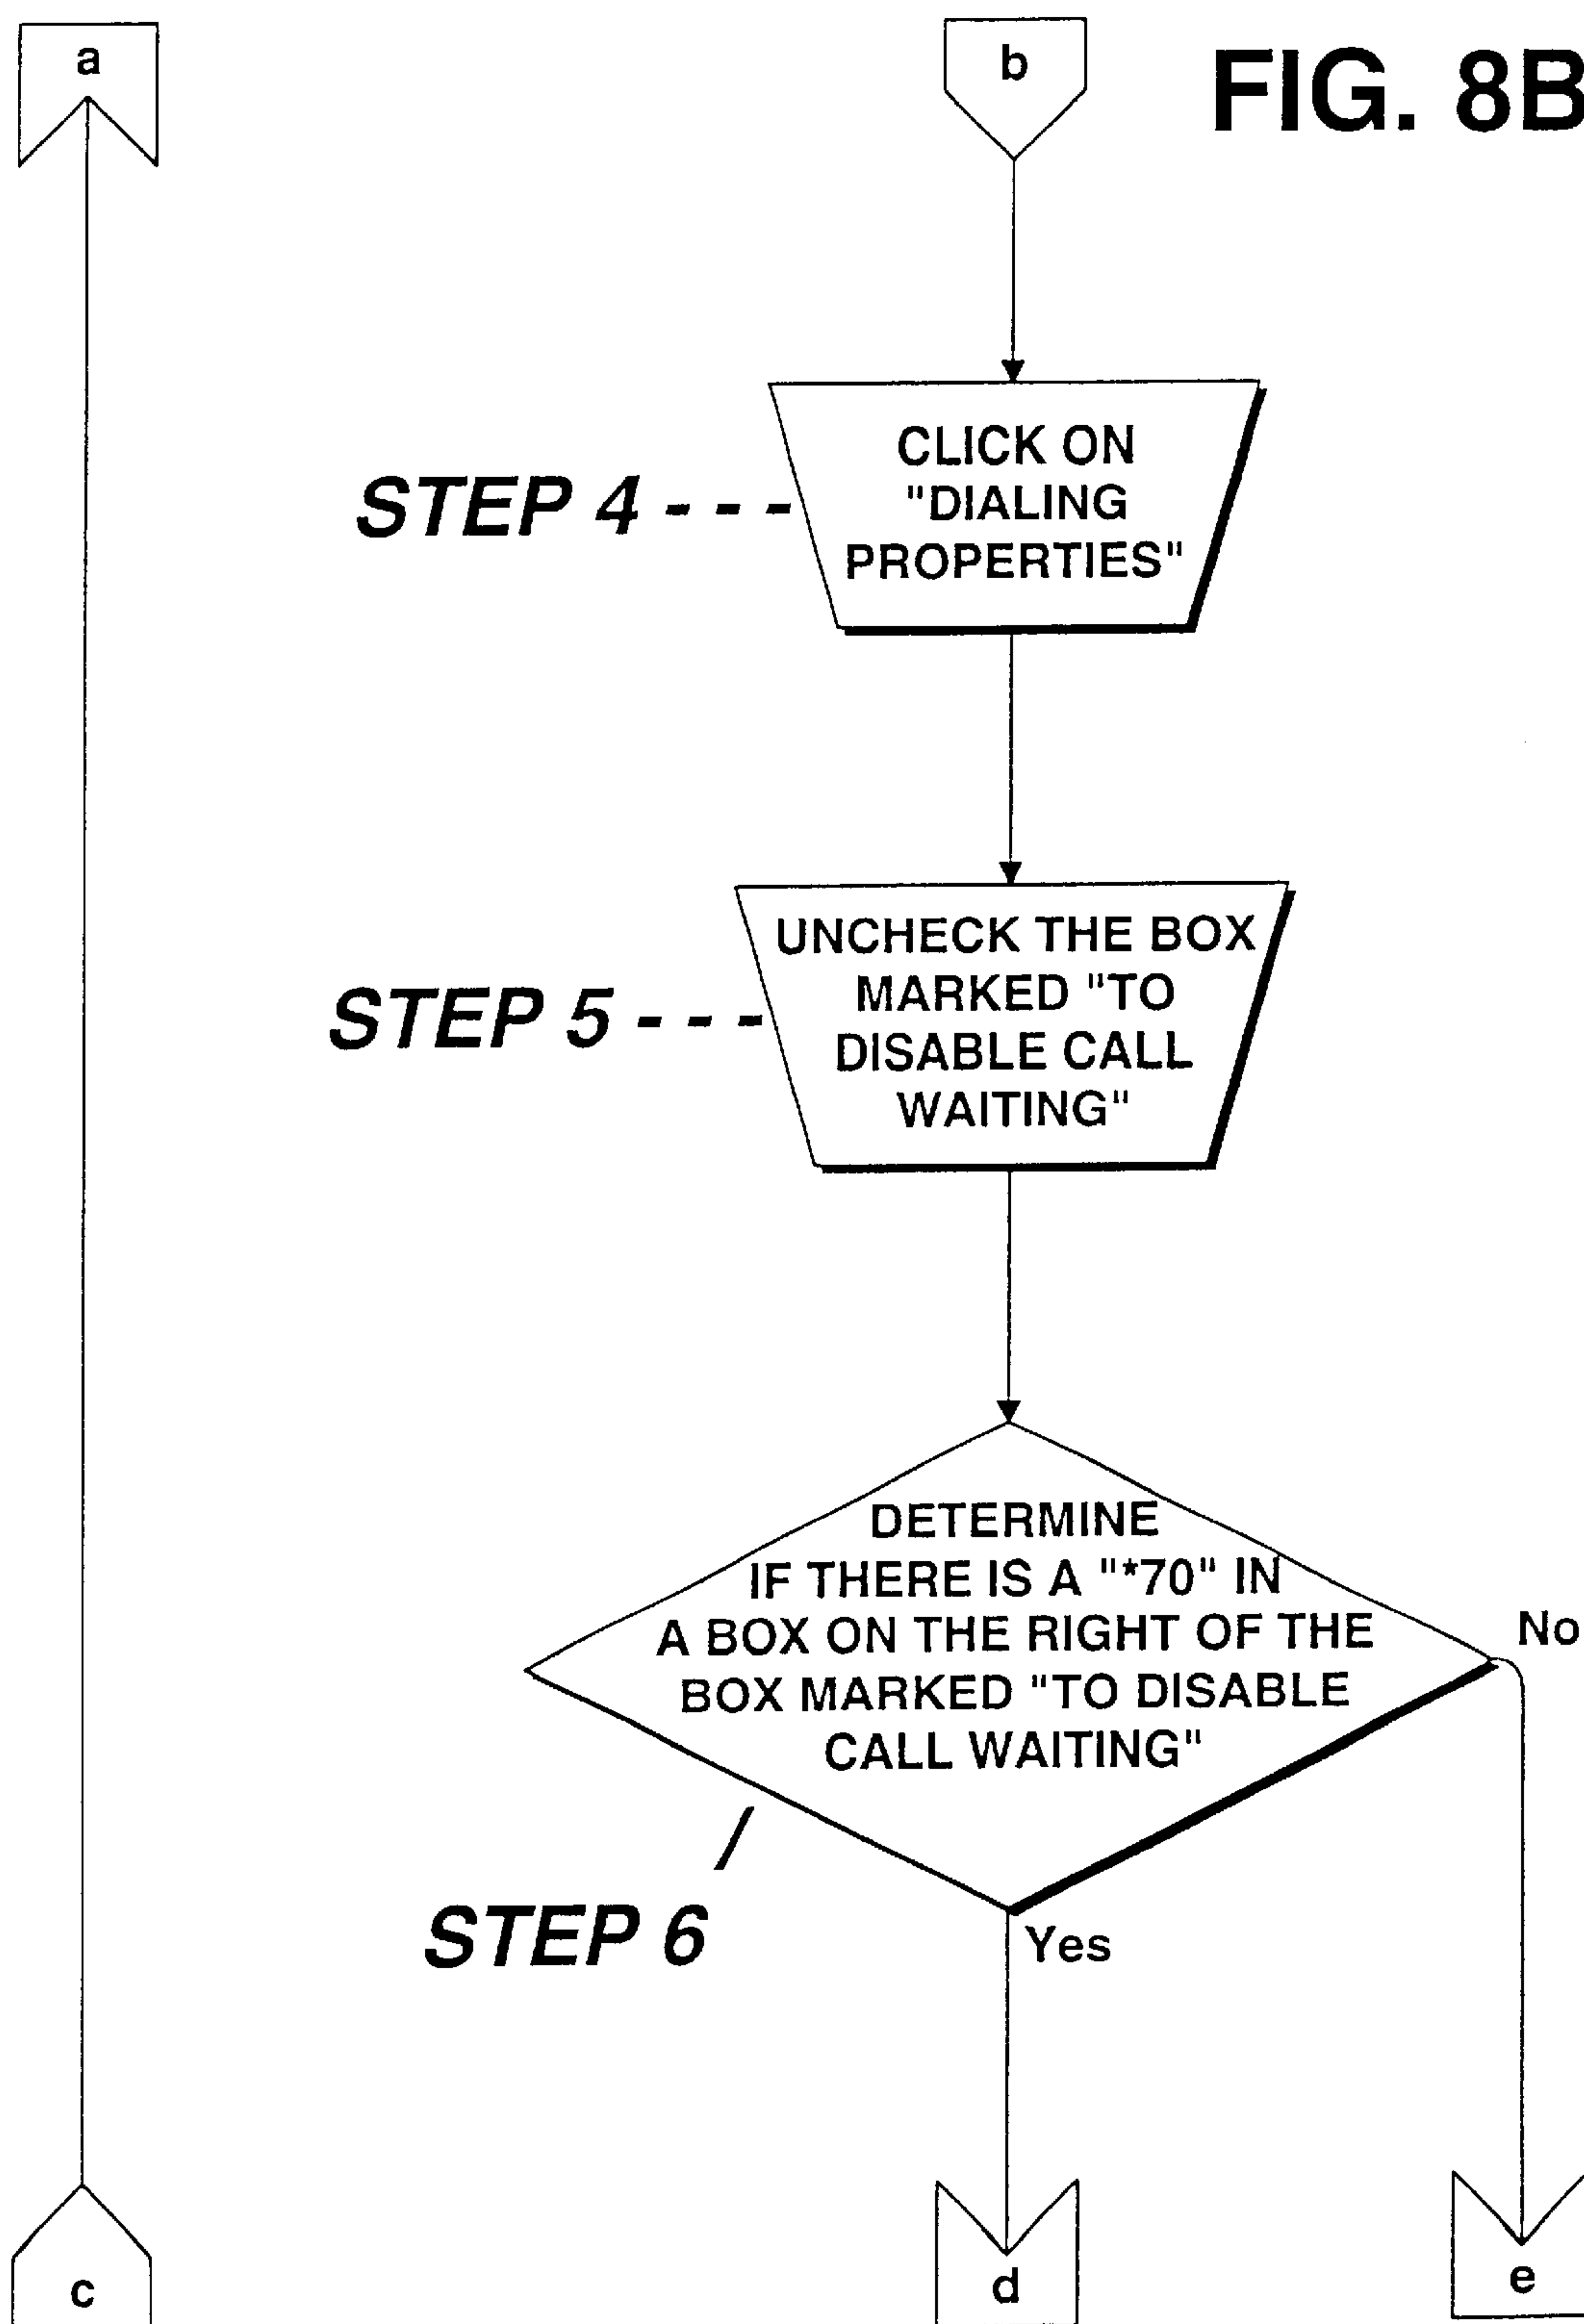 a
b
FIG. 8B
STEP 4 - - -
CLICK ON
"DIALING
PROPERTIES"
STEP 5 - - -
UNCHECK THE BOX
MARKED "TO
DISABLE CALL
WAITING"
DETERMINE
IF THERE IS A "*70" IN
A BOX ON THE RIGHT OF THE
BOX MARKED "TO DISABLE
CALL WAITING"
No
STEP 6
Yes
c
d
e